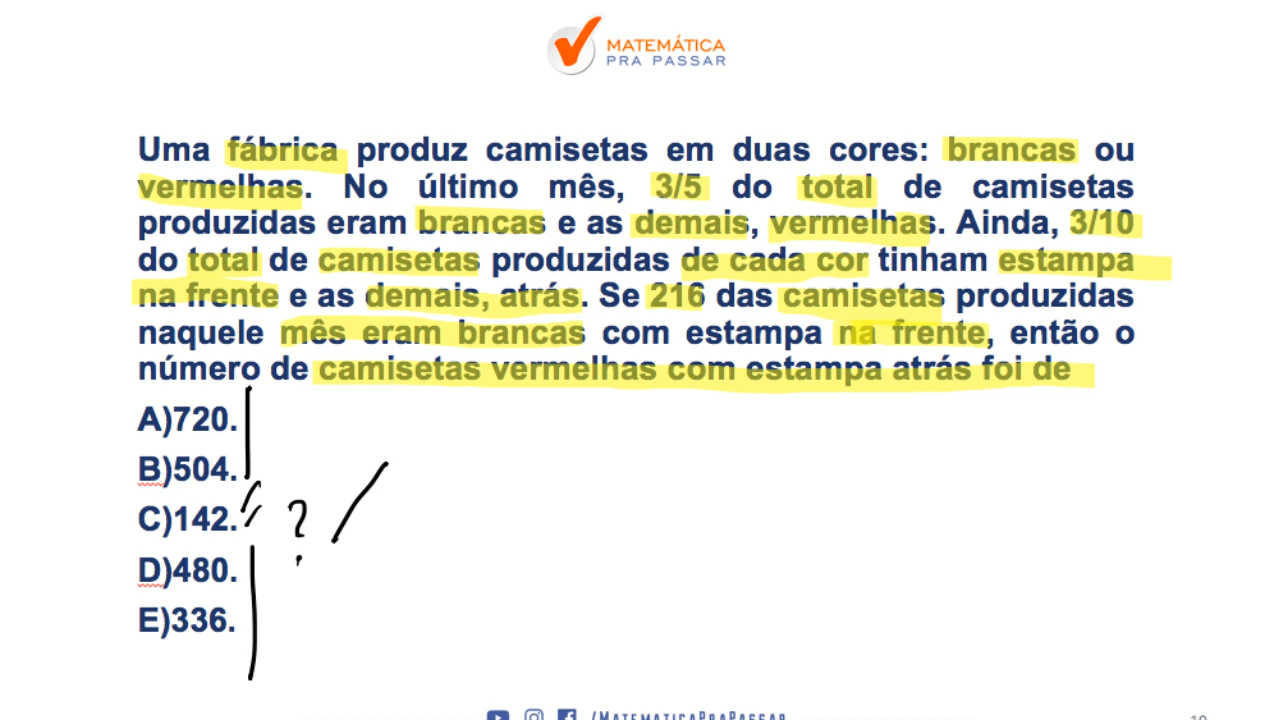 MATEMÁTICA
PRA PASSAR
Uma fábrica produz camisetas em duas cores: brancas ou
vermelhas. No último mês, 3/5 do total de camisetas
produzidas eram brancas e as demais, vermelhas. Ainda, 3/10
do total de camisetas produzidas de cada cor tinham estampa
na frente e as demais, atrás. Se 216 das camisetas produzidas
naquele mês eram brancas com estampa na frente, então o
número de camisetas vermelhas com estampa atrás foi de
A)720.
B)504.
C)142.
?
D)480.
E)336.
/MATEMATICAPRAPASSAR